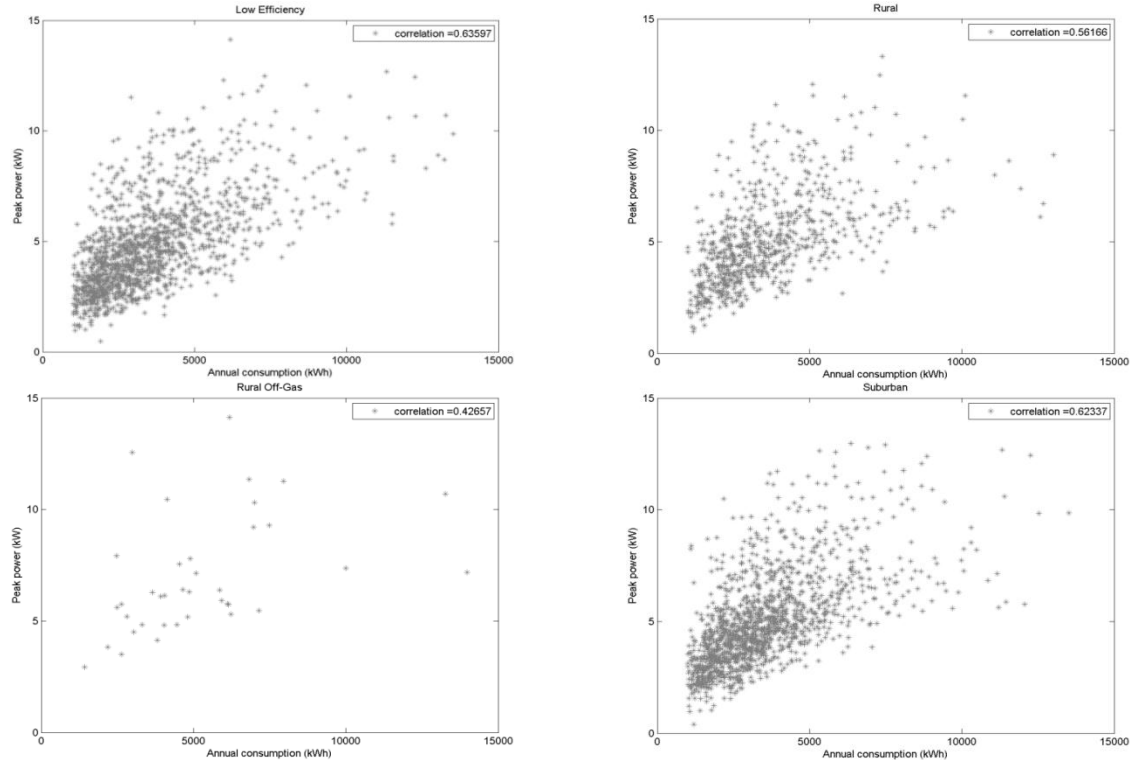 Low Efficiency
15
correlation =0.63597
10
Peak power (kW)
5
0
0
5000
10000
15000
Annual consumption (kWh)
Rural
15
correlation =0.56166
10
Peak power (kW)
5
0
0
5000
10000
15000
Annual consumption (kWh)
Rural Off-Gas
15
correlation =0.42657
10
Peak power (kW)
5
0
0
5000
10000
15000
Annual consumption (kWh)
Suburban
15
correlation =0.62337
10
Peak power (kW)
5
0
0
5000
10000
15000
Annual consumption (kWh)